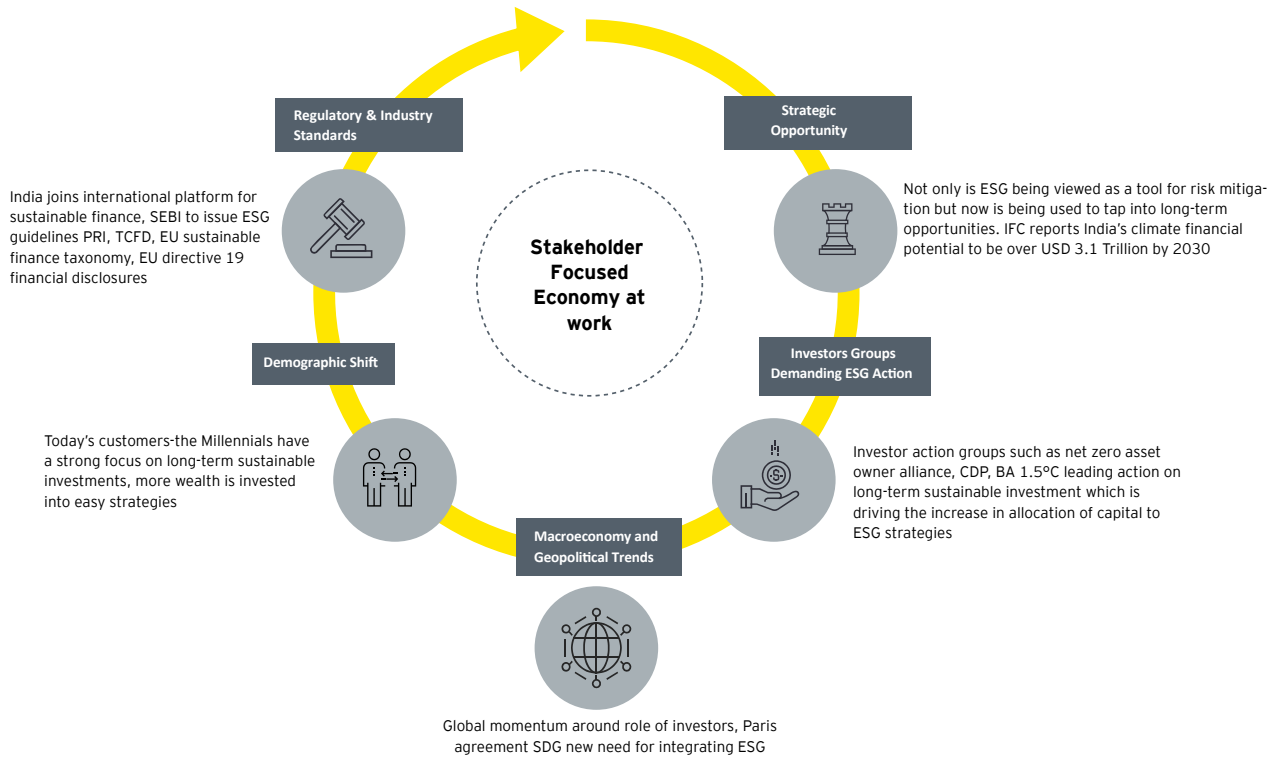 Regulatory & Industry
Standards
India joins international platform for
sustainable finance, SEBI to issue ESG
guidelines PRI, TCFD, EU sustainable
finance taxonomy, EU directive 19
financial disclosures
Strategic
Opportunity
Not only is ESG being viewed as a tool for risk mitiga-
tion but now is being used to tap into long-term
opportunities. IFC reports India's climate financial
potential to be over USD 3.1 Trillion by 2030
Stakeholder
Focused
Economy at
work
Demographic Shift
Today's customers-the Millennials have
a strong focus on long-term sustainable
investments, more wealth is invested
into easy strategies
Investors Groups
Demanding ESG Action
Investor action groups such as net zero asset
owner alliance, CDP, BA 1.5°C leading action on
long-term sustainable investment which is
driving the increase in allocation of capital to
ESG strategies
Macroeconomy and
Geopolitical Trends
Global momentum around role of investors, Paris
agreement SDG new need for integrating ESG